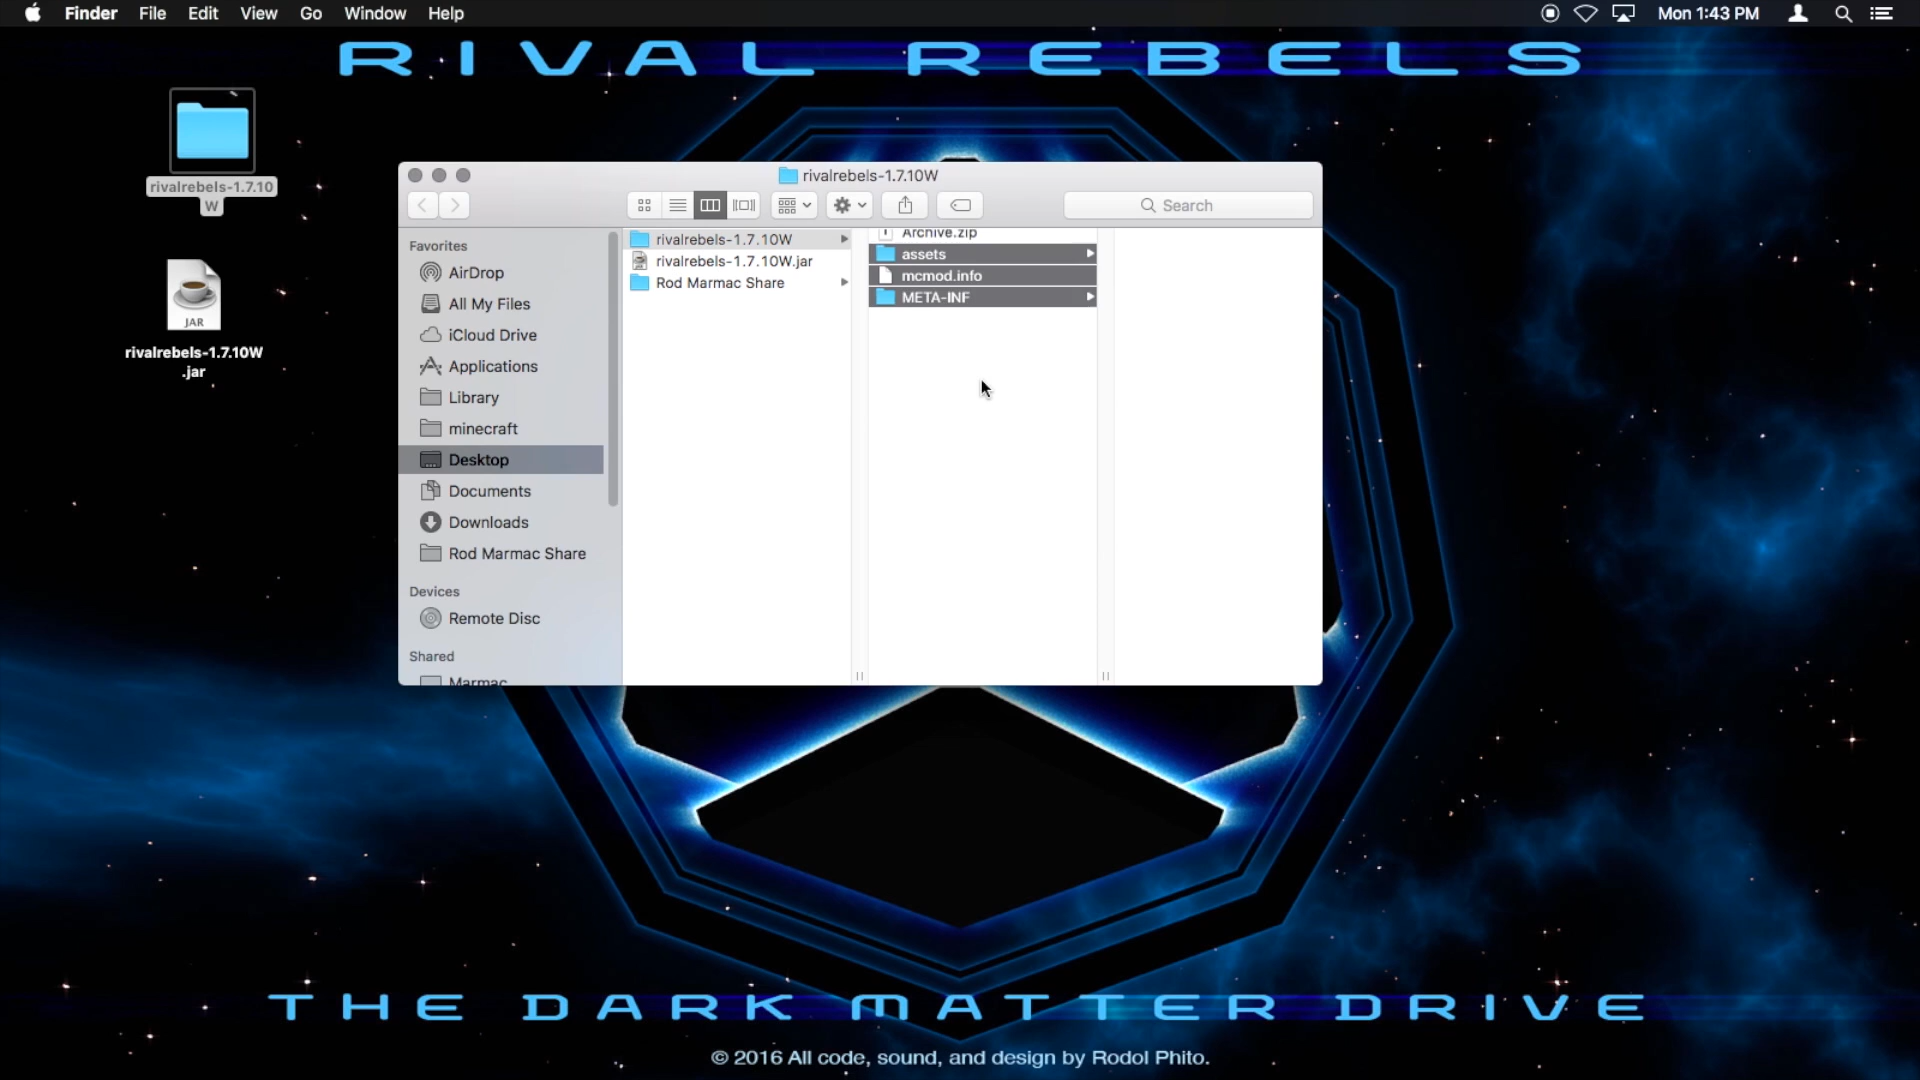 Finder File Edit View Go Window Help Mon 1:43 PM
RIVAL REBELS
rivalrebels-1.7.10
W
JAR
rivalrebels-1.7.10W
.jar
rivalrebels-1.7.10W
Search
Favorites
AirDrop
All My Files
iCloud Drive
Applications
Library
minecraft
Desktop
Documents
Downloads
Rod Marmac Share
Devices
Remote Disc
Shared
Marmac
rivalrebels-1.7.10W
rivalrebels-1.7.10W.jar
Rod Marmac Share
Archive.zip
assets
mcmod.info
META-INF
THE DARK MATTER DRIVE
© 2016 All code, sound, and design by Rodol Phito.